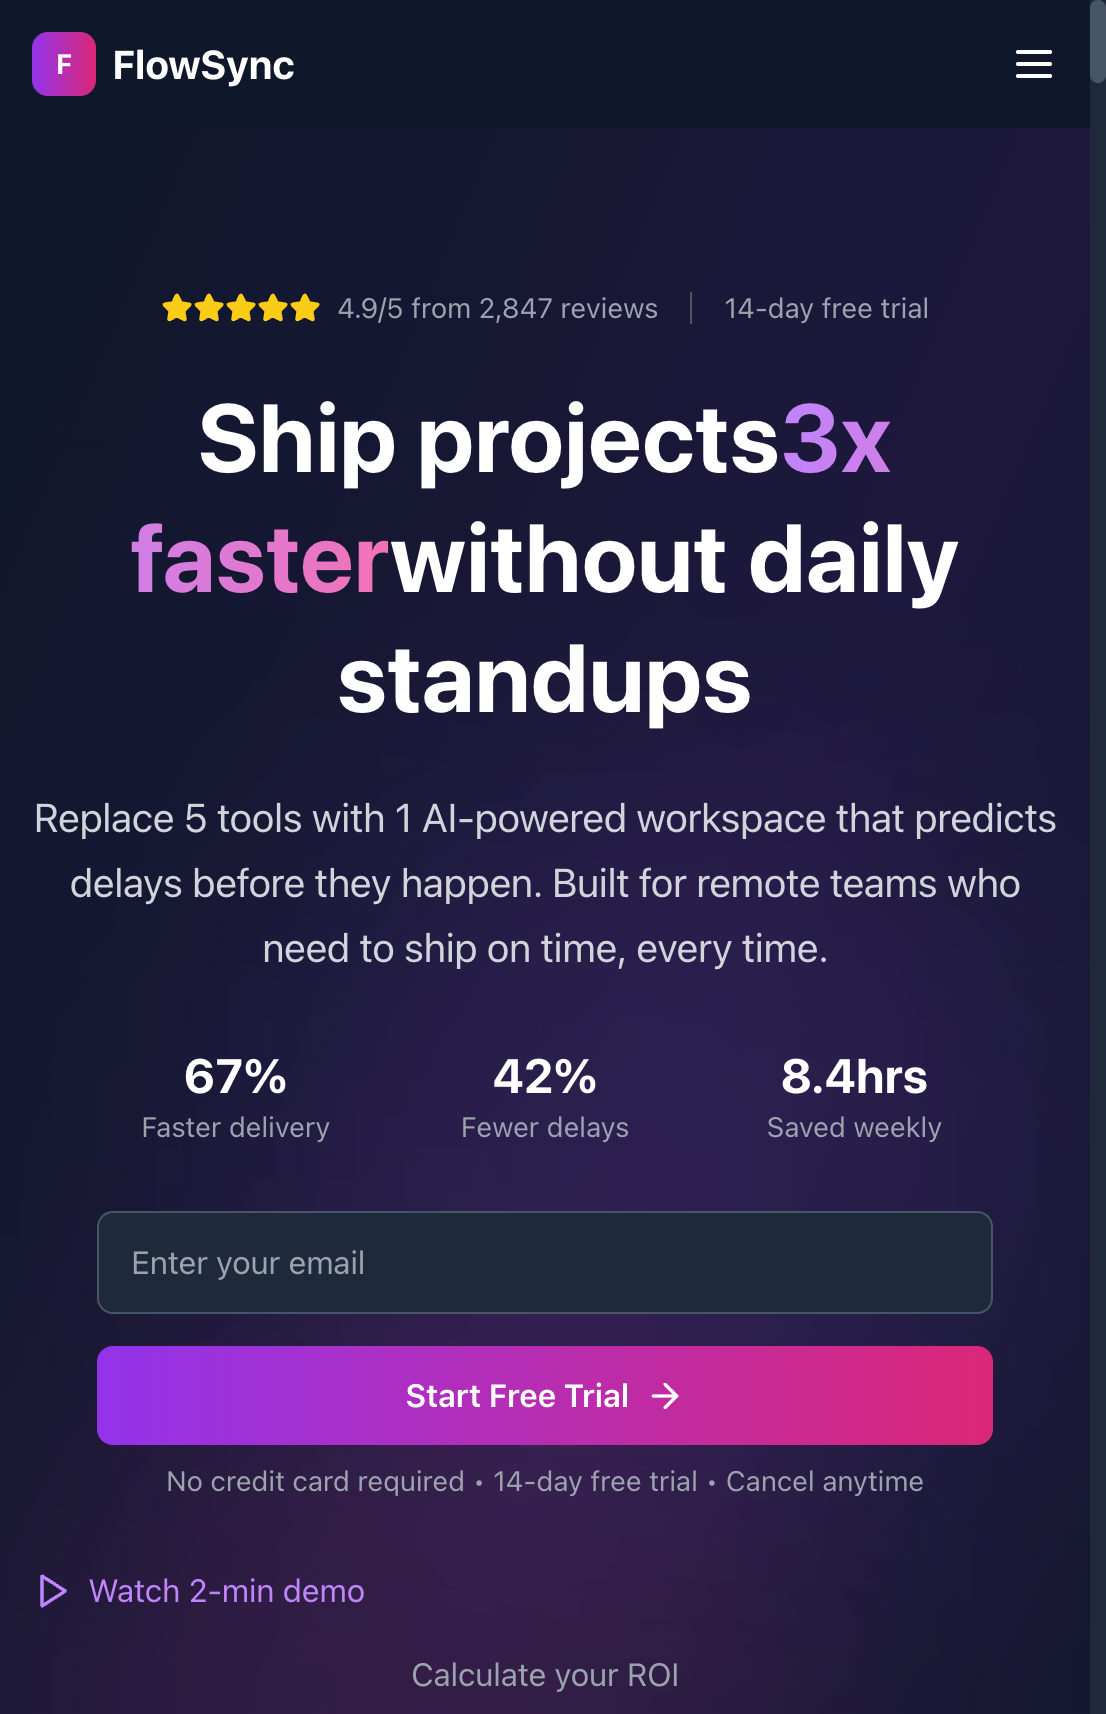 F FlowSync
4.9/5 from 2,847 reviews 14-day free trial
Ship projects3x
fasterwithout daily
standups
Replace 5 tools with 1 AI-powered workspace that predicts
delays before they happen. Built for remote teams who
need to ship on time, every time.
67% 42% 8.4hrs
Faster delivery Fewer delays Saved weekly
Enter your email
Start Free Trial →
No credit card required • 14-day free trial • Cancel anytime
Watch 2-min demo
Calculate your ROI